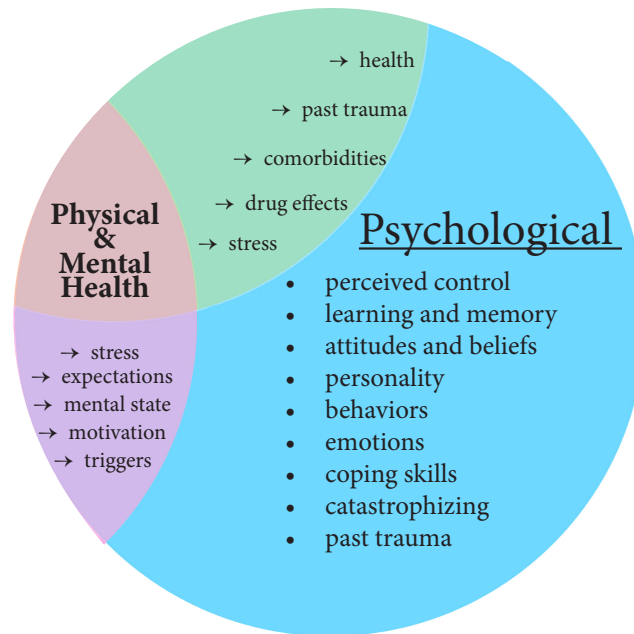 → health
→ past trauma
→ comorbidities
→ drug effects
→ stress
Physical
&
Mental
Health
→ stress
→ expectations
→ mental state
→ motivation
→ triggers
Psychological
• perceived control
• learning and memory
• attitudes and beliefs
• personality
• behaviors
• emotions
• coping skills
• catastrophizing
• past trauma